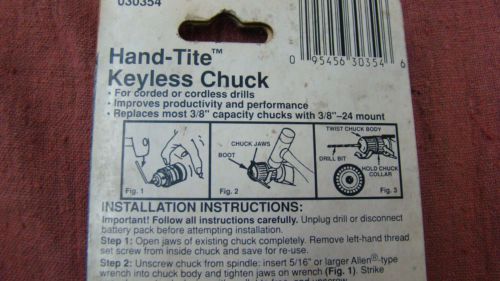 030354
Hand-Tite™
Keyless Chuck
• For corded or cordless drills
• Improves productivity and performance
• Replaces most 3/8" capacity chucks with 3/8"–24 mount
0 95456 30354 6
Fig. 1
CHUCK JAWS
BOOT
Fig. 2
TWIST CHUCK BODY
DRILL BIT
HOLD CHUCK
COLLAR
Fig. 3
INSTALLATION INSTRUCTIONS:
Important! Follow all instructions carefully. Unplug drill or disconnect
battery pack before attempting installation.
Step 1: Open jaws of existing chuck completely. Remove left-hand thread
set screw from inside chuck and save for re-use.
Step 2: Unscrew chuck from spindle: insert 5/16" or larger Allen®-type
wrench into chuck body and tighten jaws on wrench (Fig. 1). Strike